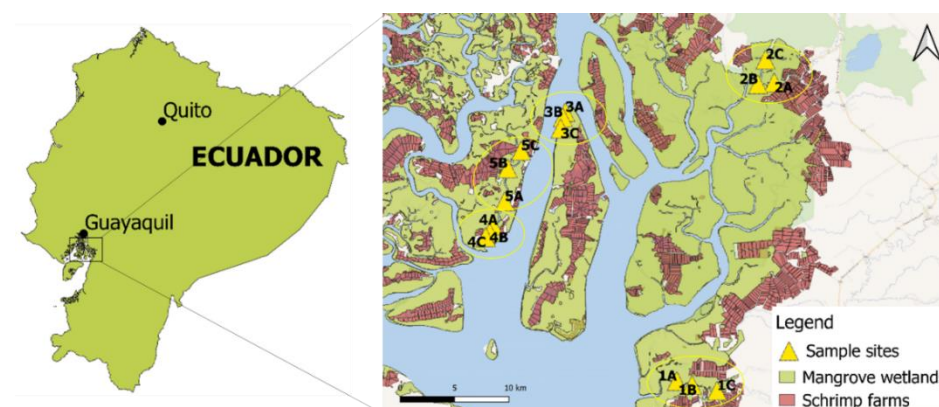 Quito
ECUADOR
Guayaquil
2C
2B
2A
3A
3B
3C
5C
5B
5A
4A
4B
4C
1A
1B
1C
0 5 10 km
Legend
Sample sites
Mangrove wetland
Schrimp farms